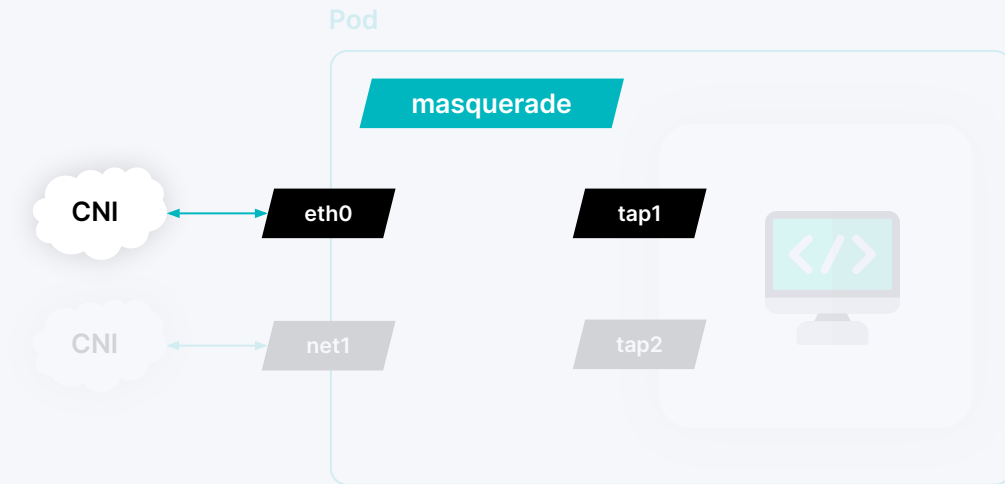 Pod
masquerade
CNI
eth0
tap1
CNI
net1
tap2